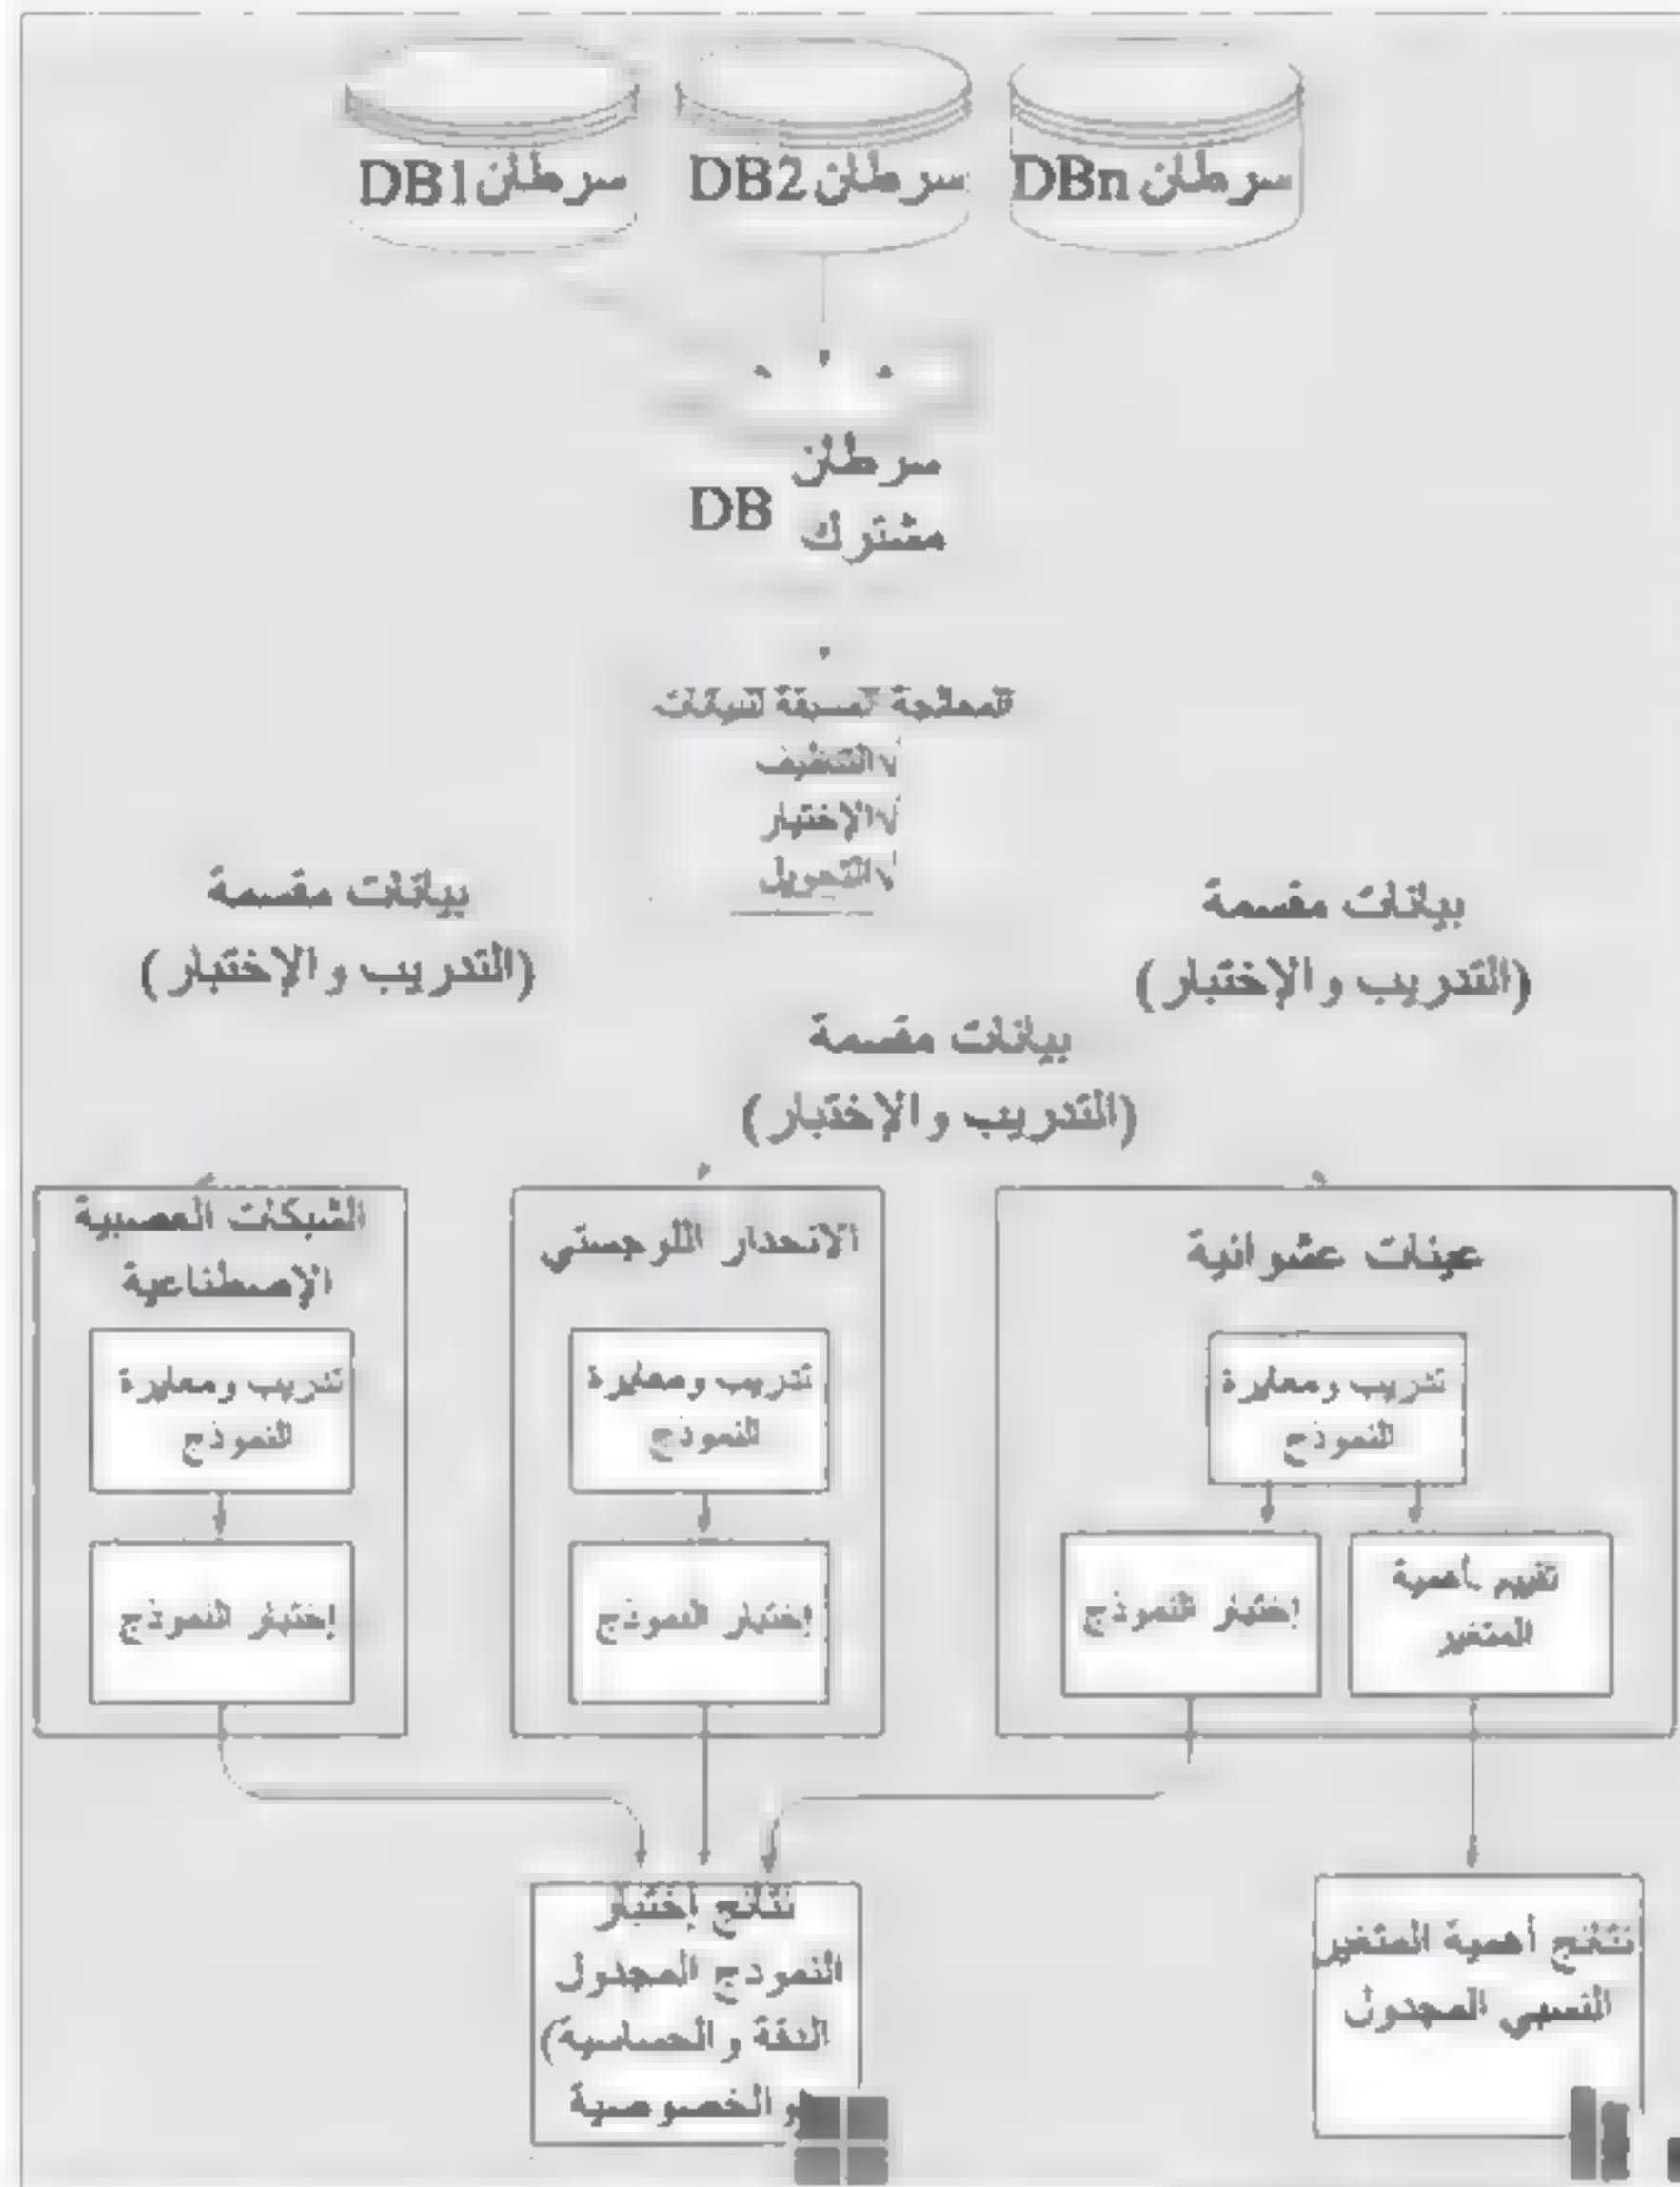 سرطان DB1
سرطان DB2
سرطان DBn
سرطان
مشترك DB
المعالجة المسبقة للبيانات
√التنظيف
√الإختيار
√التحويل
بيانات مقسمة
(التدريب والإختبار)
بيانات مقسمة
(التدريب والإختبار)
بيانات مقسمة
(التدريب والإختبار)
الشبكات العصبية
الإصطناعية
تدريب ومعايرة
النموذج
إختبار النموذج
الانحدار اللوجستي
تدريب ومعايرة
النموذج
إختبار النموذج
عينات عشوائية
تدريب ومعايرة
النموذج
إختبار النموذج
تقييم أهمية
المتغير
نتائج إختبار
النموذج المجدول
الدقة والحساسية)
والخصوصية
نتائج أهمية المتغير
النسبي المجدول